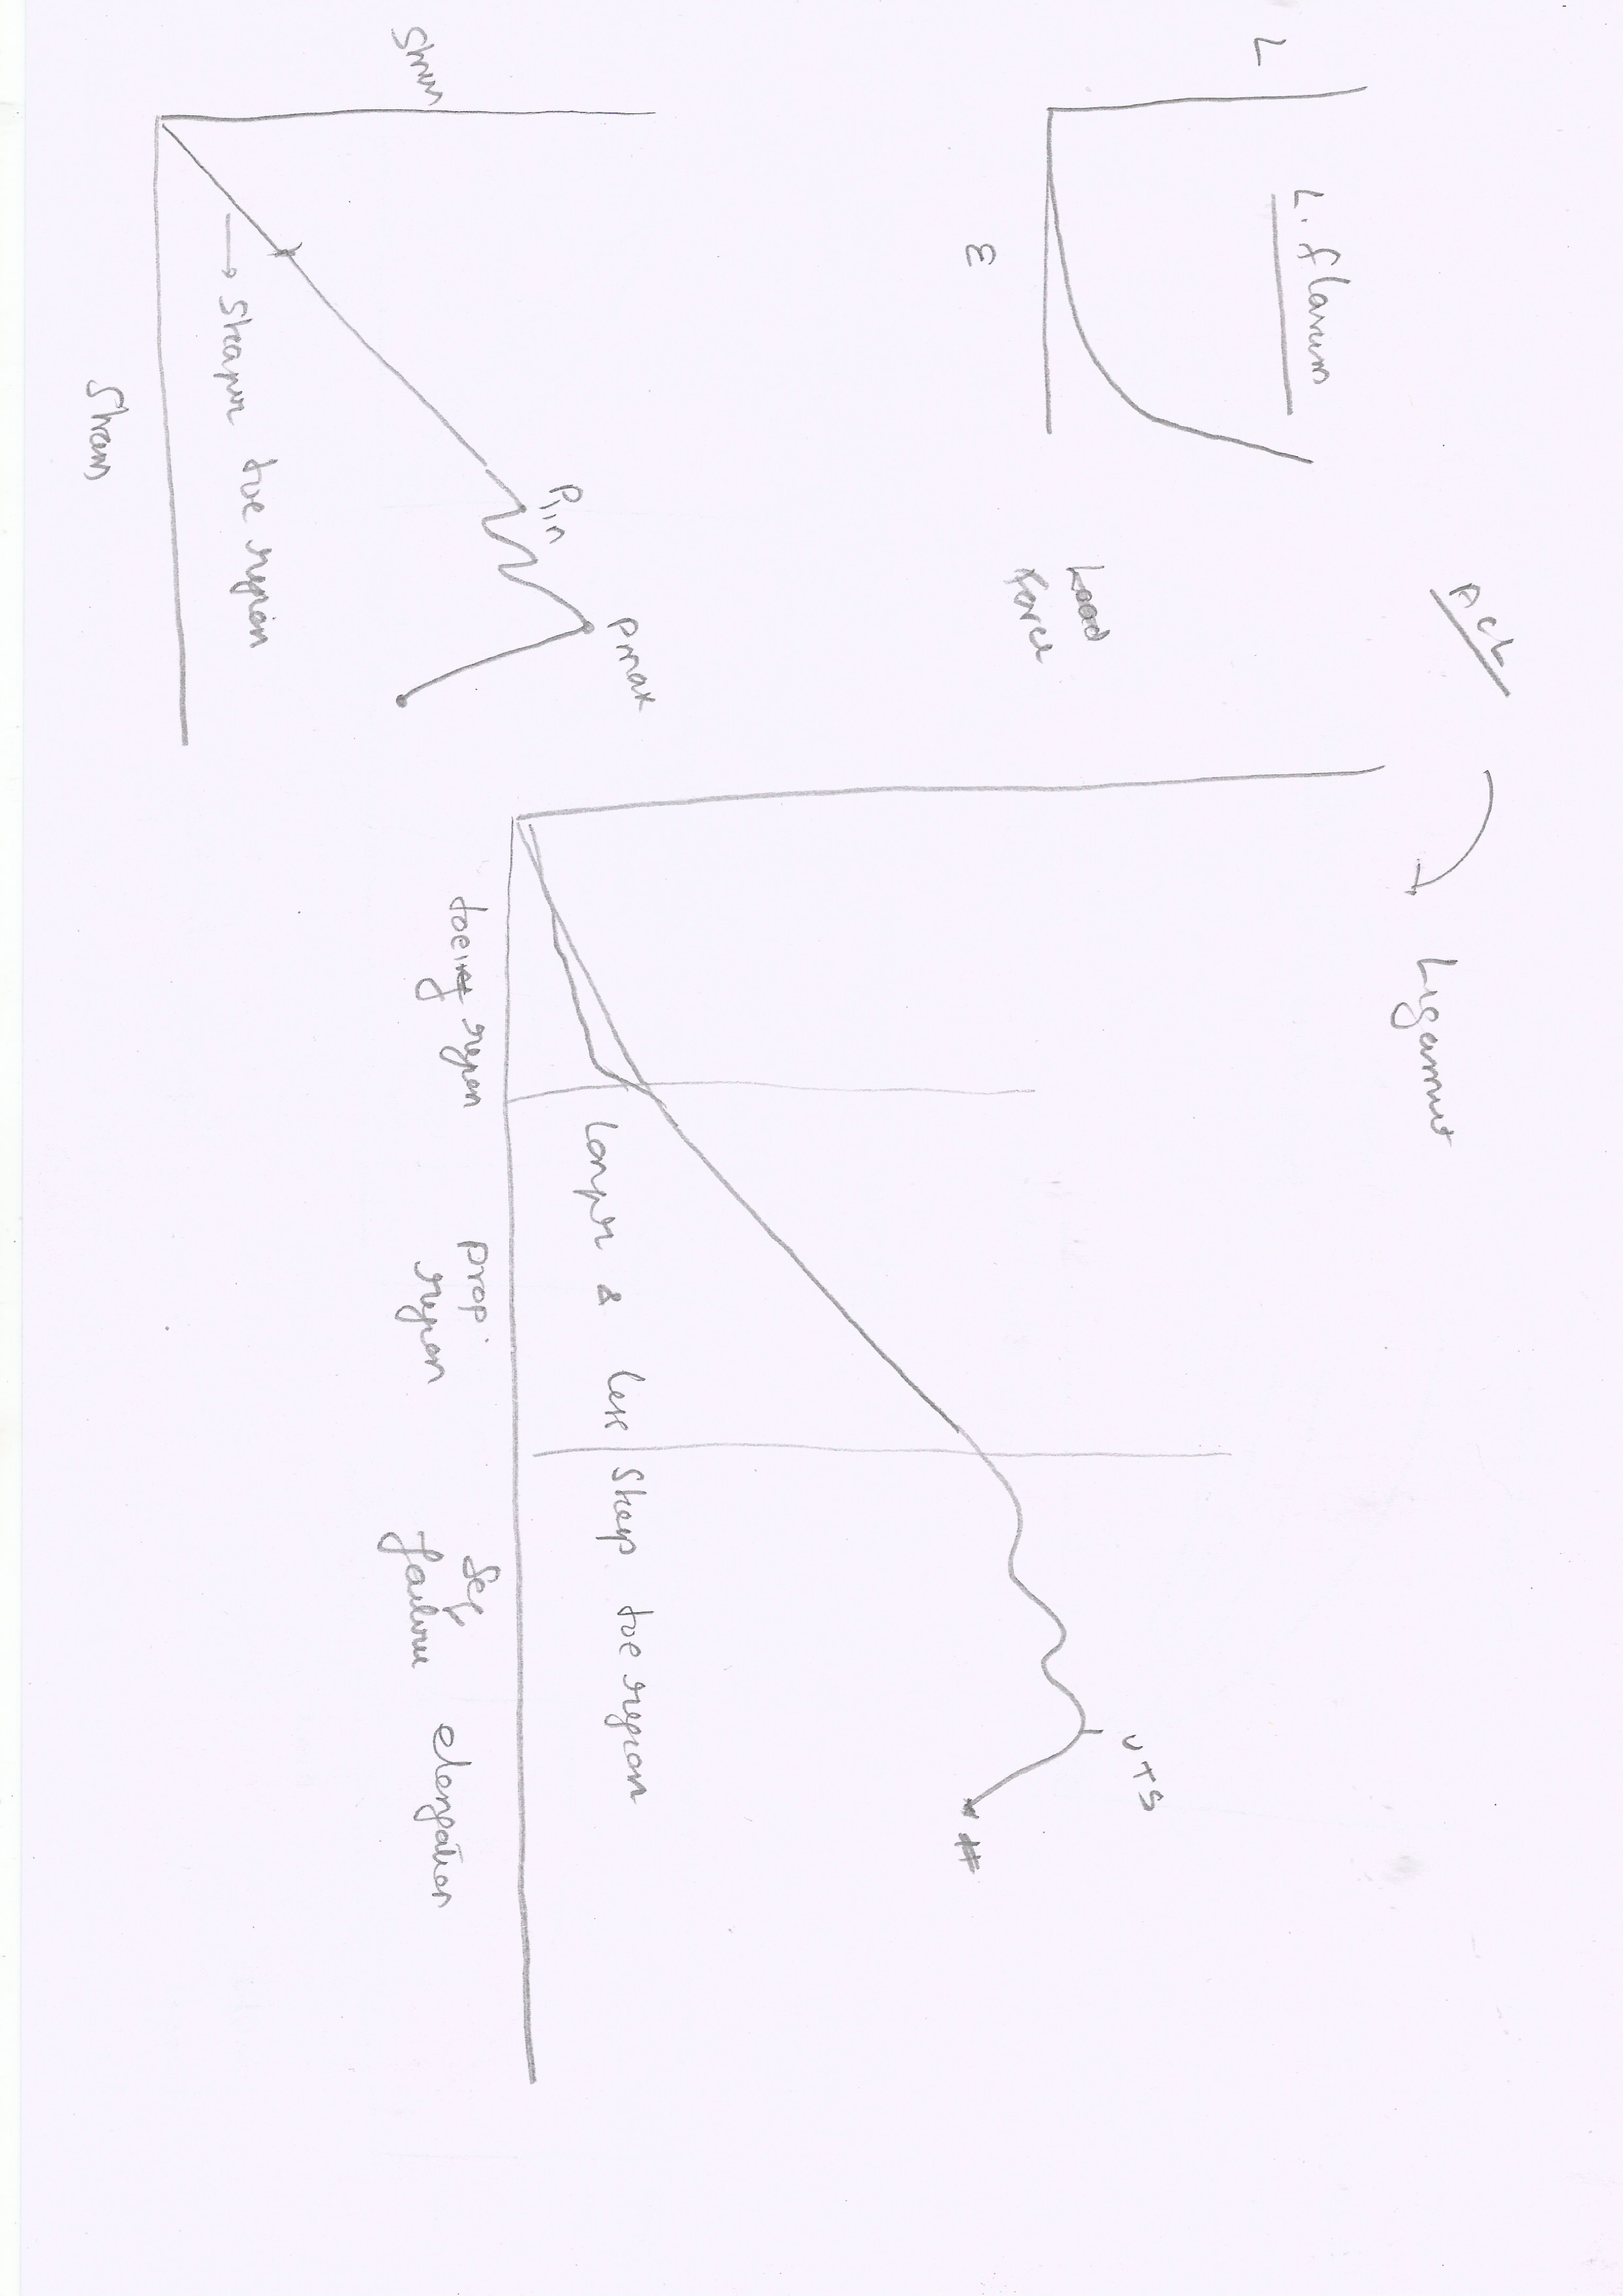 ACL
Ligament
L. flavum
L
ε
Load
Force
UTS
#
Longer & less steep toe region
toeing region
prop.
region
Seq
failure
elongation
Pmax
Plin
Stress
→ Steaper toe region
Strain